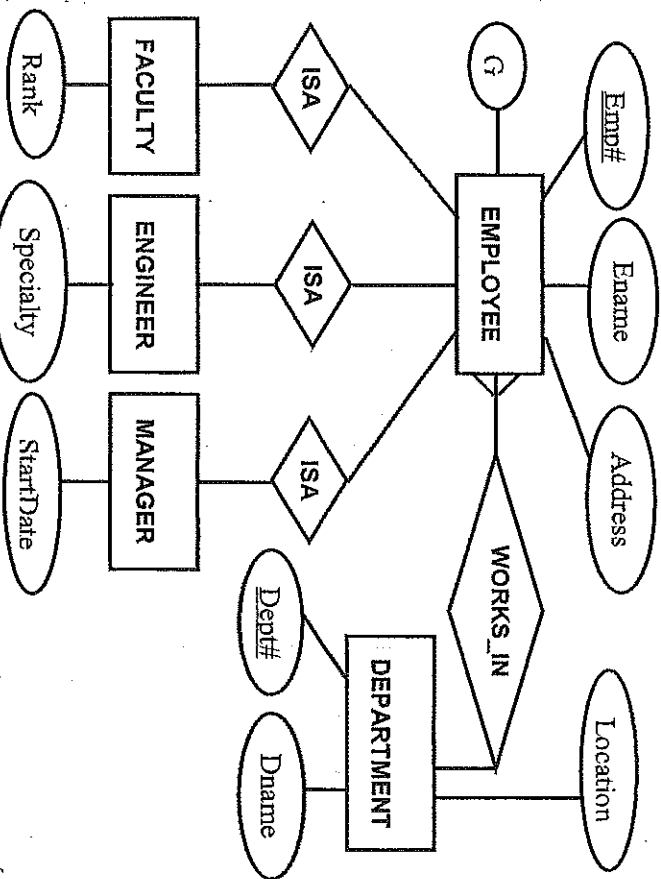 Emp#
Ename
Address
Location
G
EMPLOYEE
WORKS_IN
ISA
ISA
ISA
DEPARTMENT
Dept#
Dname
FACULTY
ENGINEER
MANAGER
Rank
Specialty
StartDate